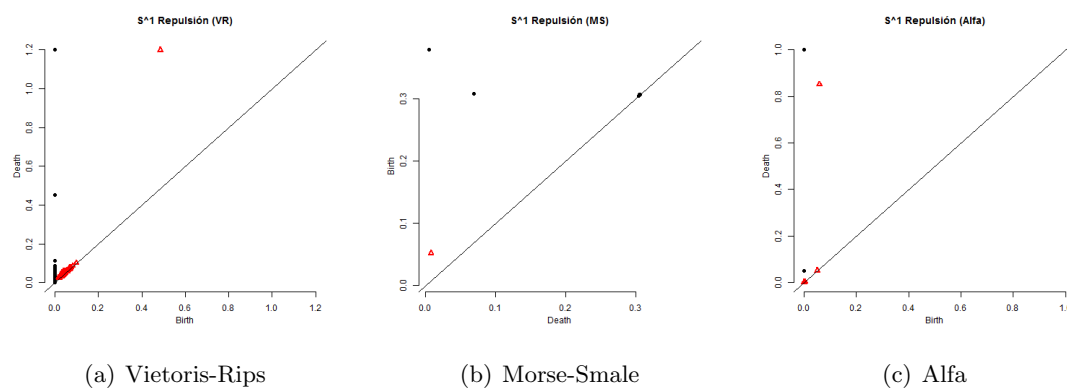 S^1 Repulsión (VR)
Death
0.0 0.2 0.4 0.6 0.8 1.0 1.2
0.0 0.2 0.4 0.6 0.8 1.0 1.2
Birth
(a) Vietoris-Rips
S^1 Repulsión (MS)
Birth
0.0 0.1 0.2 0.3
0.0 0.1 0.2 0.3
Death
(b) Morse-Smale
S^1 Repulsión (Alfa)
Death
0.0 0.2 0.4 0.6 0.8 1.0
0.0 0.2 0.4 0.6 0.8 1.0
Birth
(c) Alfa